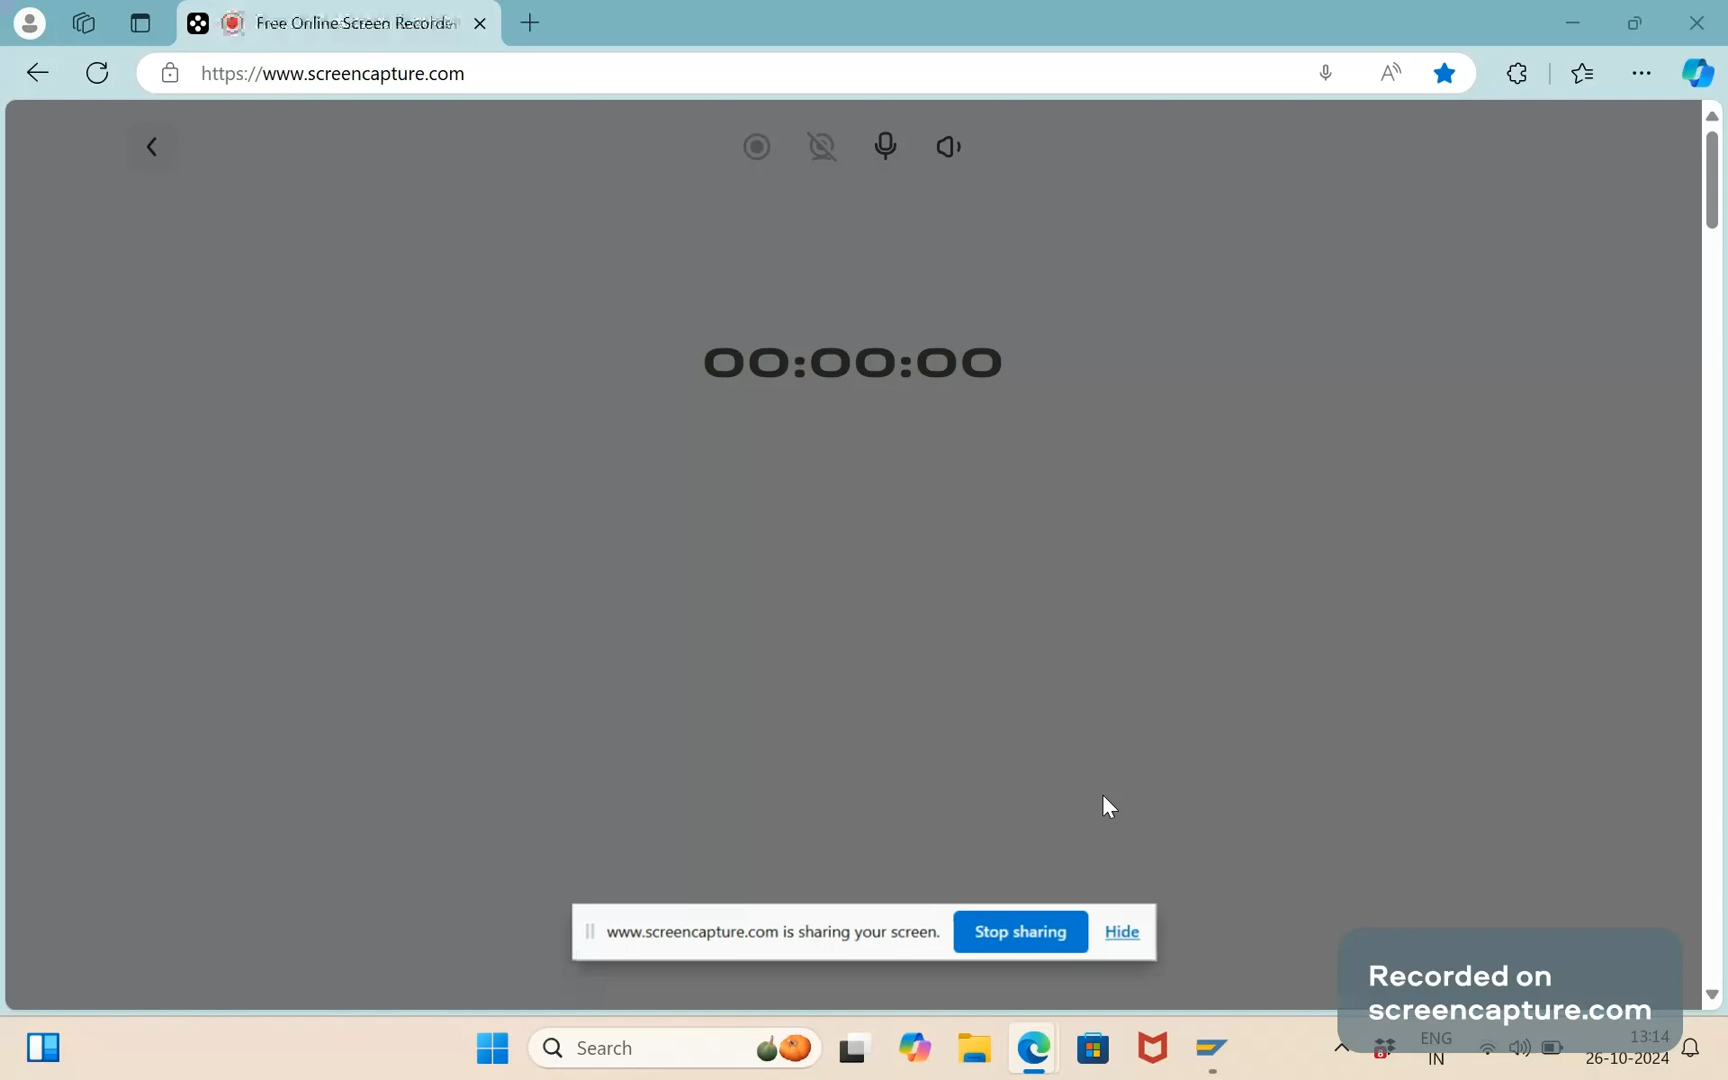 Free Online Screen Recordi
https://www.screencapture.com
00:00:00
www.screencapture.com is sharing your screen.
Stop sharing
Hide
Recorded on
screencapture.com
Search
ENG
IN
13:14
26-10-2024